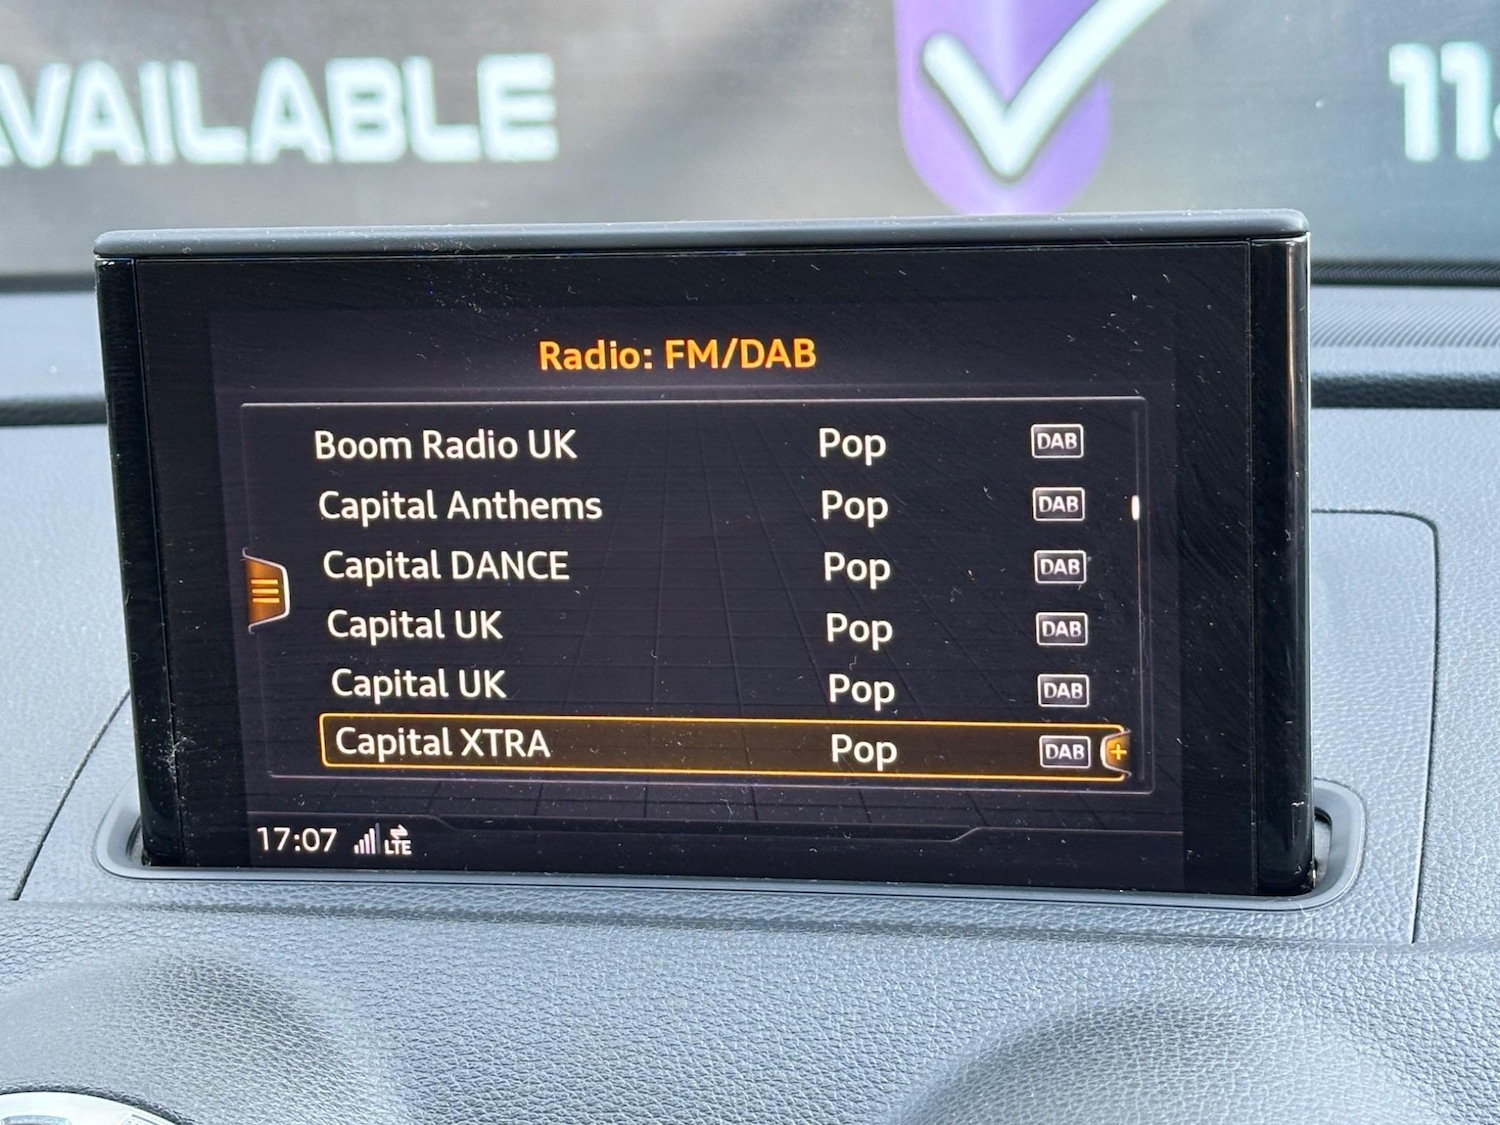 AVAILABLE
11
Radio: FM/DAB
Boom Radio UK Pop DAB
Capital Anthems Pop DAB
Capital DANCE Pop DAB
Capital UK Pop DAB
Capital UK Pop DAB
Capital XTRA Pop DAB +
17:07 LTE